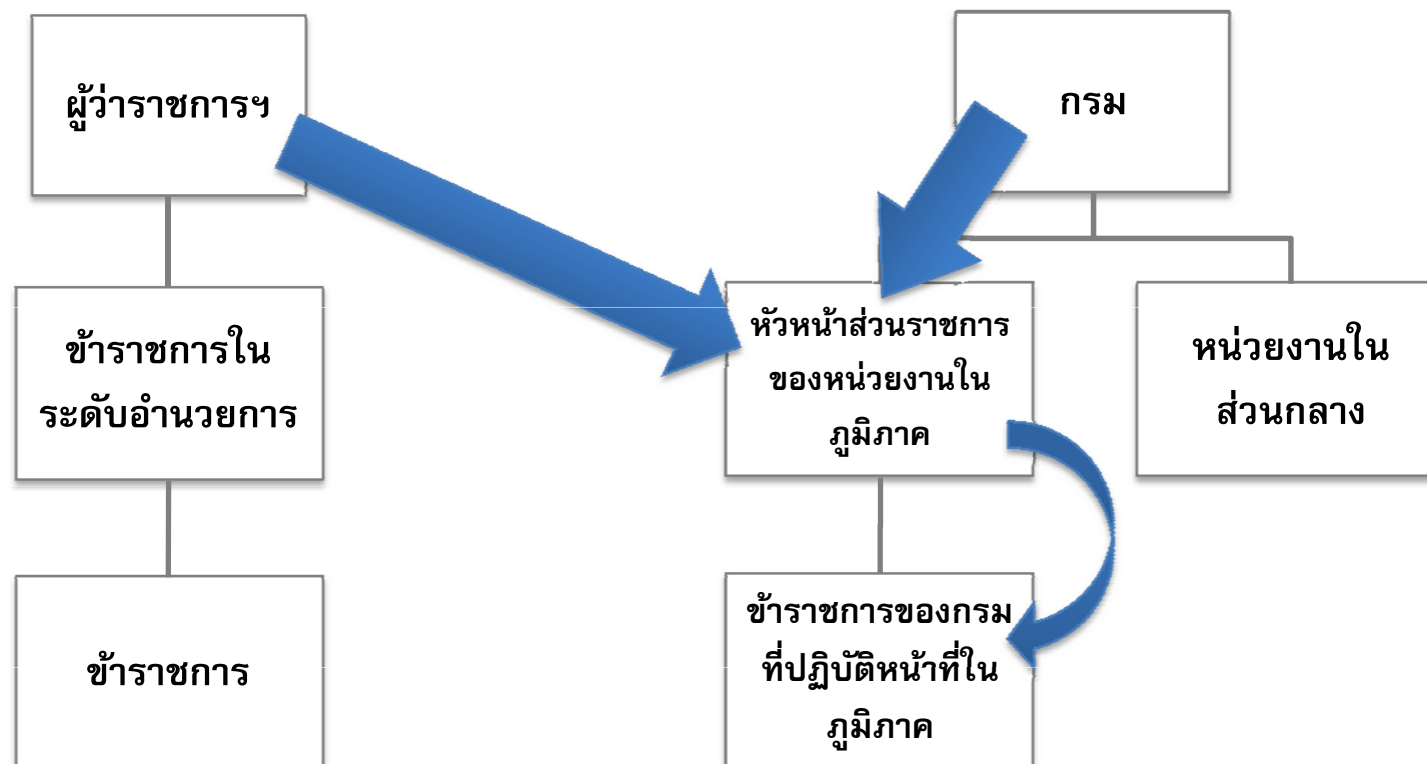 ผู้ว่าราชการฯ
กรม
ข้าราชการใน
ระดับอำนวยการ
หัวหน้าส่วนราชการ
ของหน่วยงานใน
ภูมิภาค
หน่วยงานใน
ส่วนกลาง
ข้าราชการ
ข้าราชการของกรม
ที่ปฏิบัติหน้าที่ใน
ภูมิภาค